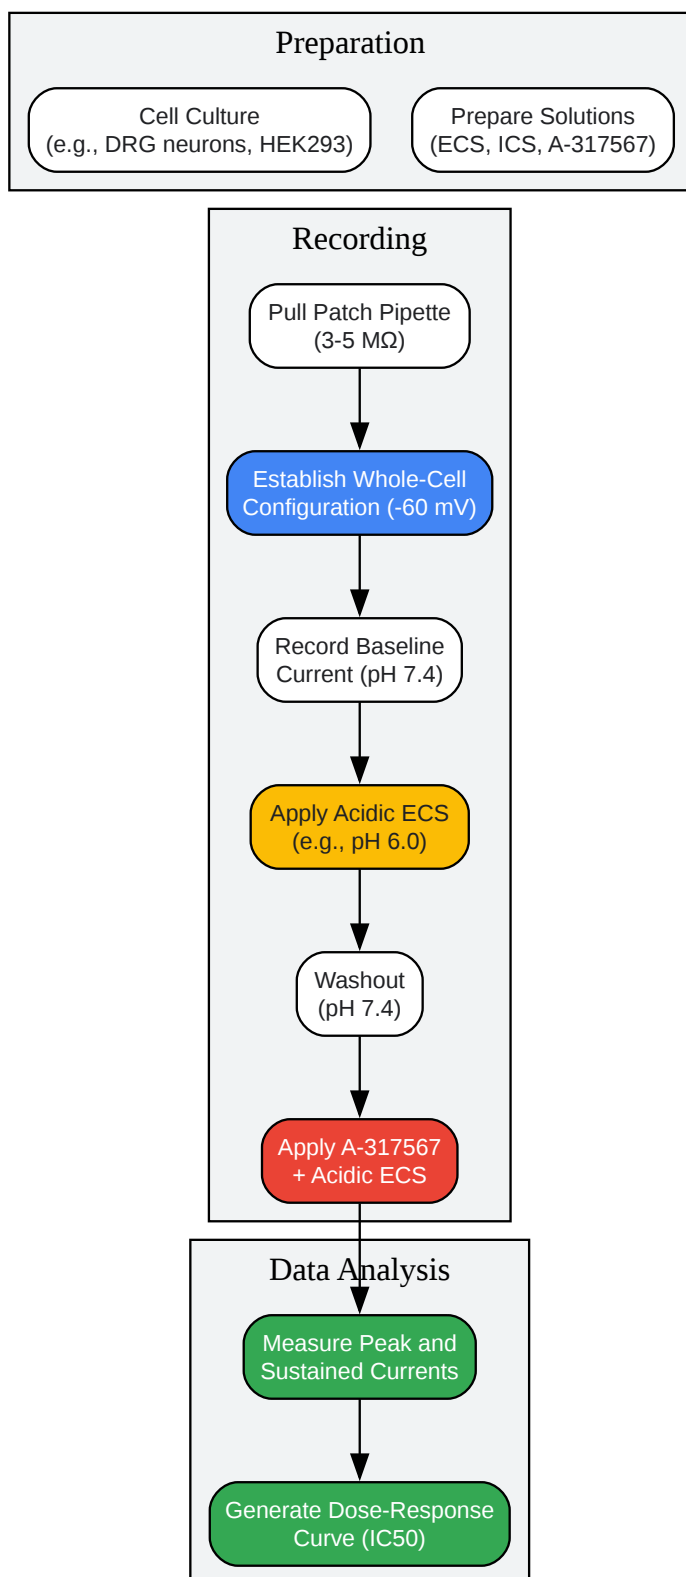 Preparation
Cell Culture
(e.g., DRG neurons, HEK293)
Prepare Solutions
(ECS, ICS, A-317567)
Recording
Pull Patch Pipette
(3-5 MΩ)
Establish Whole-Cell
Configuration (-60 mV)
Record Baseline
Current (pH 7.4)
Apply Acidic ECS
(e.g., pH 6.0)
Washout
(pH 7.4)
Apply A-317567
+ Acidic ECS
Data Analysis
Measure Peak and
Sustained Currents
Generate Dose-Response
Curve (IC50)